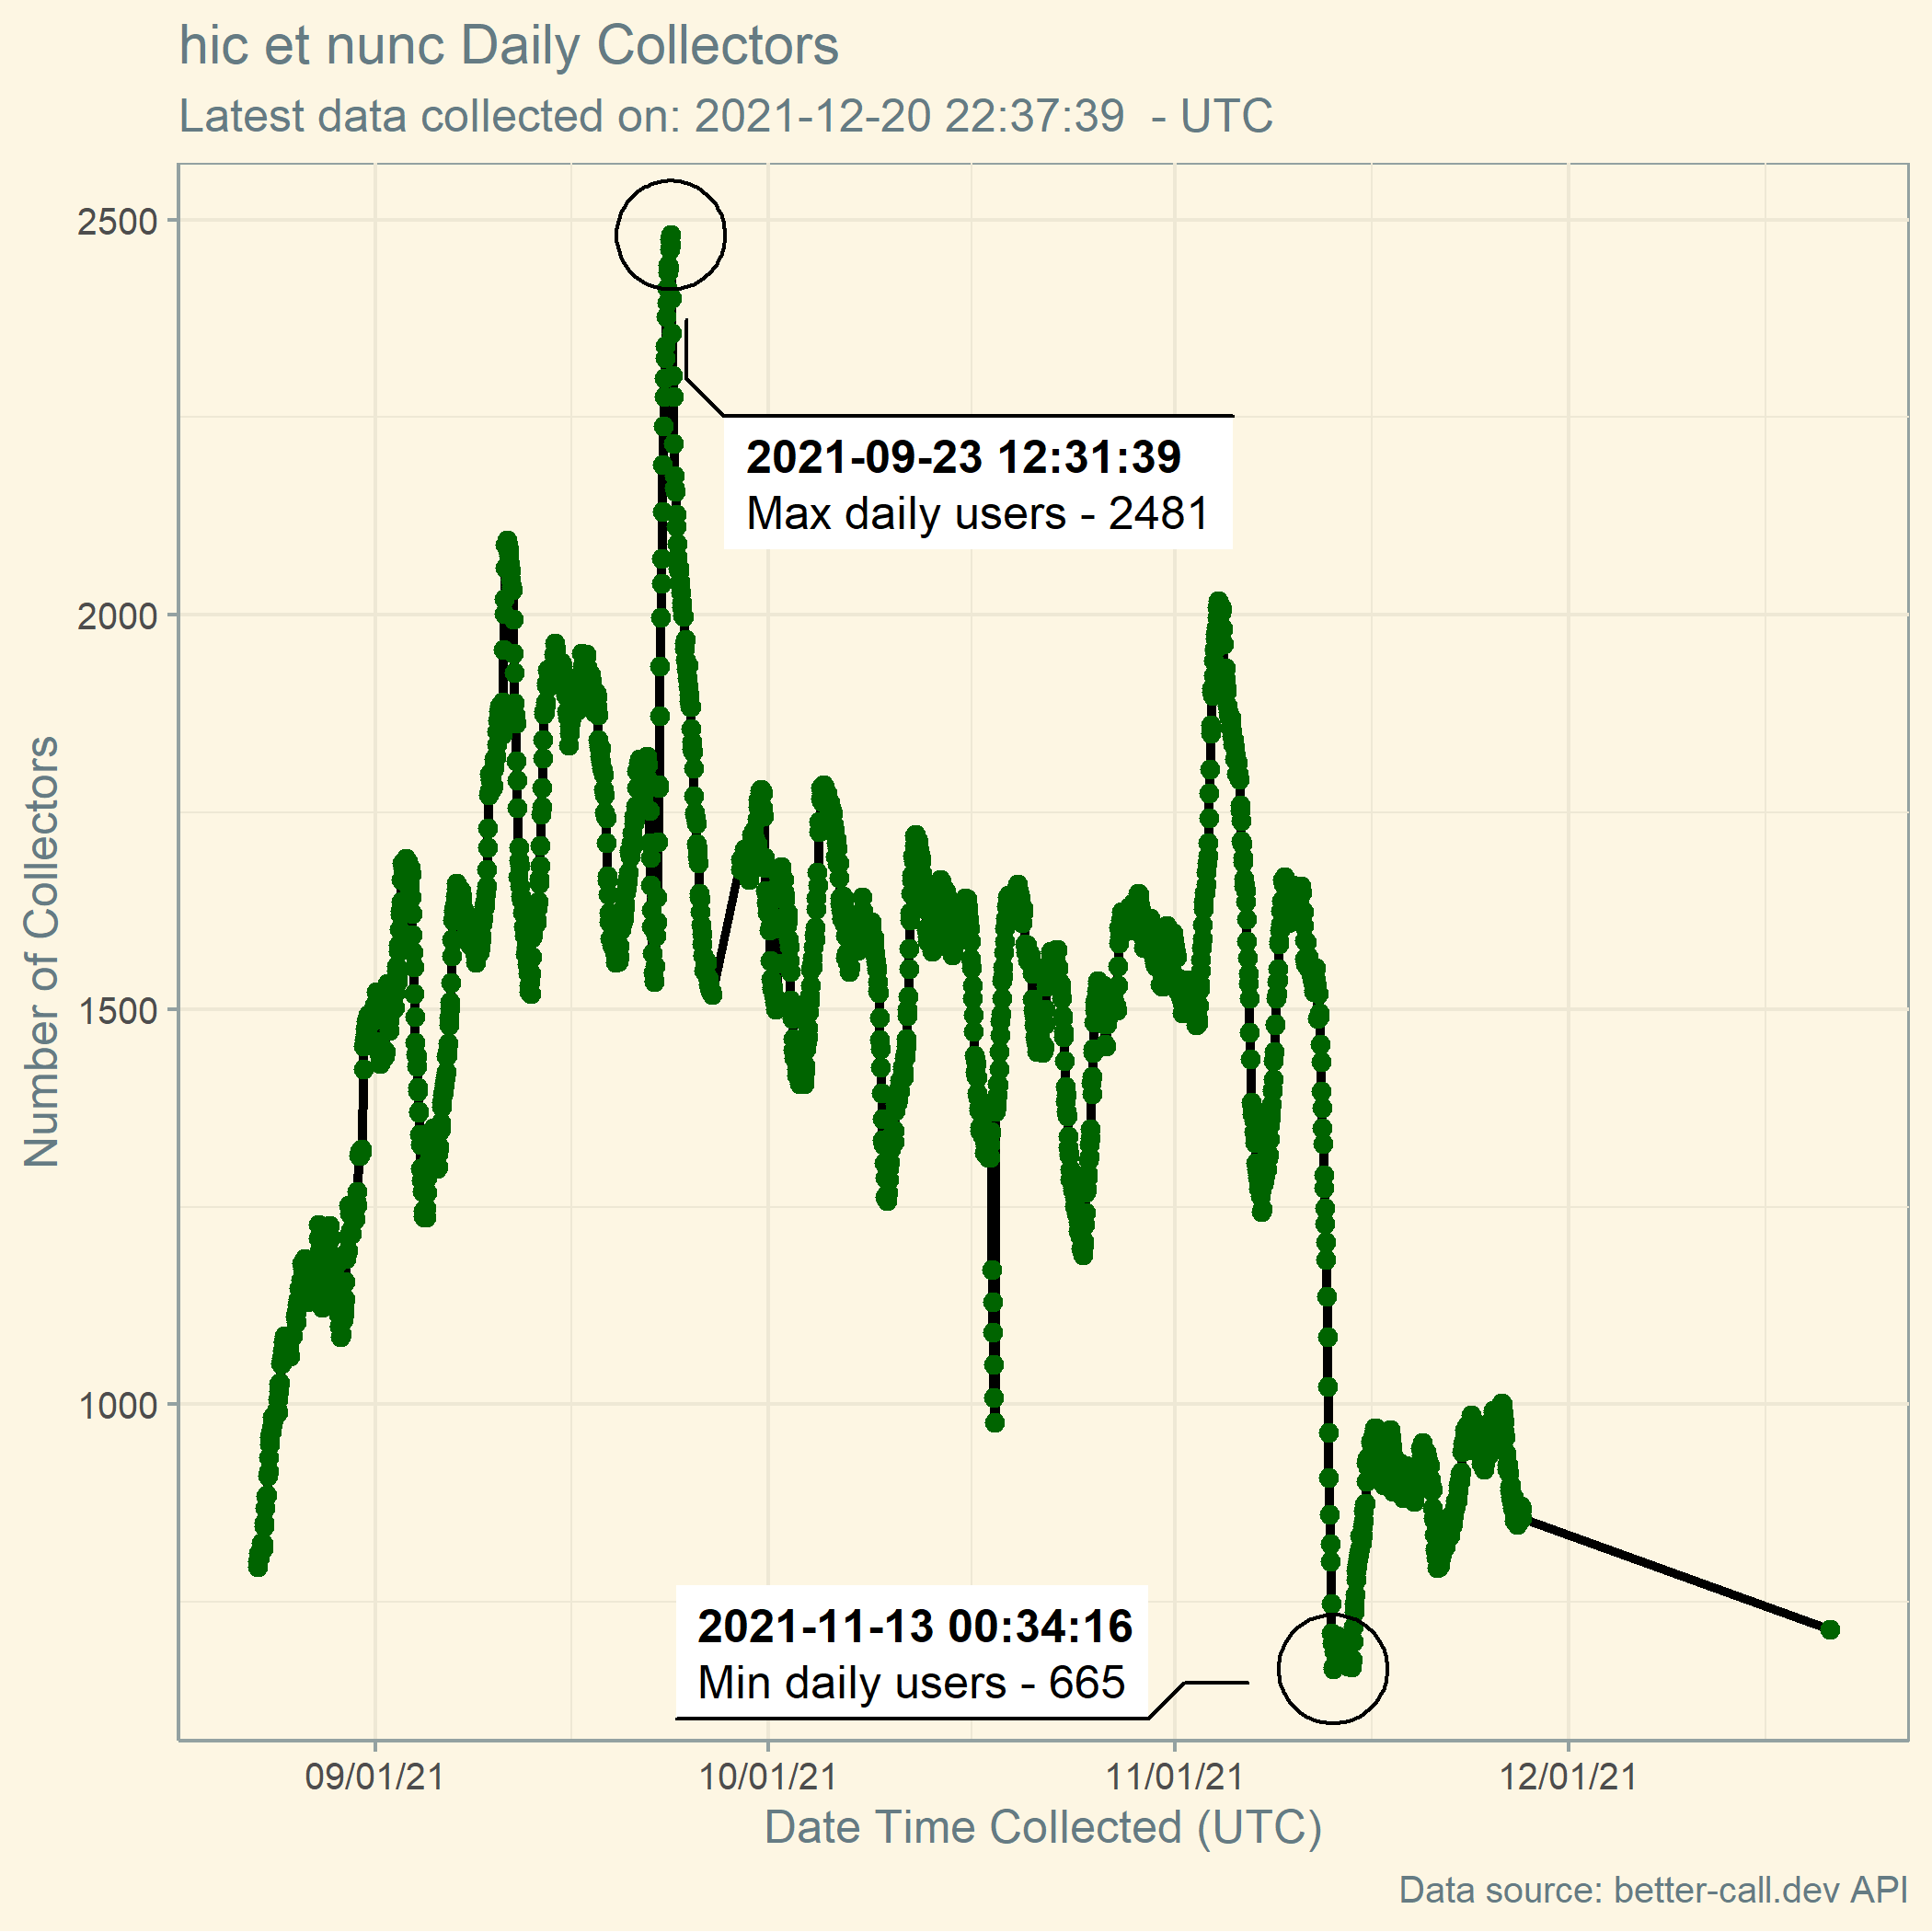 hic et nunc Daily Collectors
Latest data collected on: 2021-12-20 22:37:39  - UTC
2500
2000
1500
1000
Number of Collectors
2021-09-23 12:31:39
Max daily users - 2481
2021-11-13 00:34:16
Min daily users - 665
09/01/21
10/01/21
11/01/21
12/01/21
Date Time Collected (UTC)
Data source: better-call.dev API